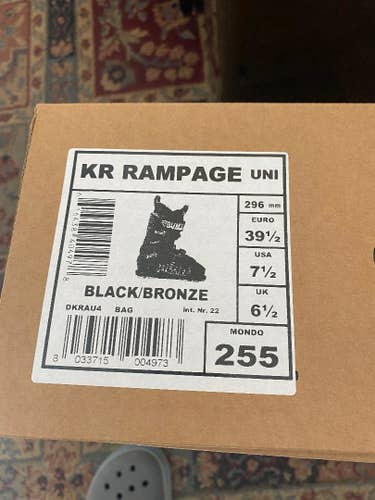 KR RAMPAGE UNI
296 mm
EURO
39½
USA
7½
UK
6½
BLACK/BRONZE
DKRAU4 BAG Int. Nr. 22
MONDO
255
8 033715 004973